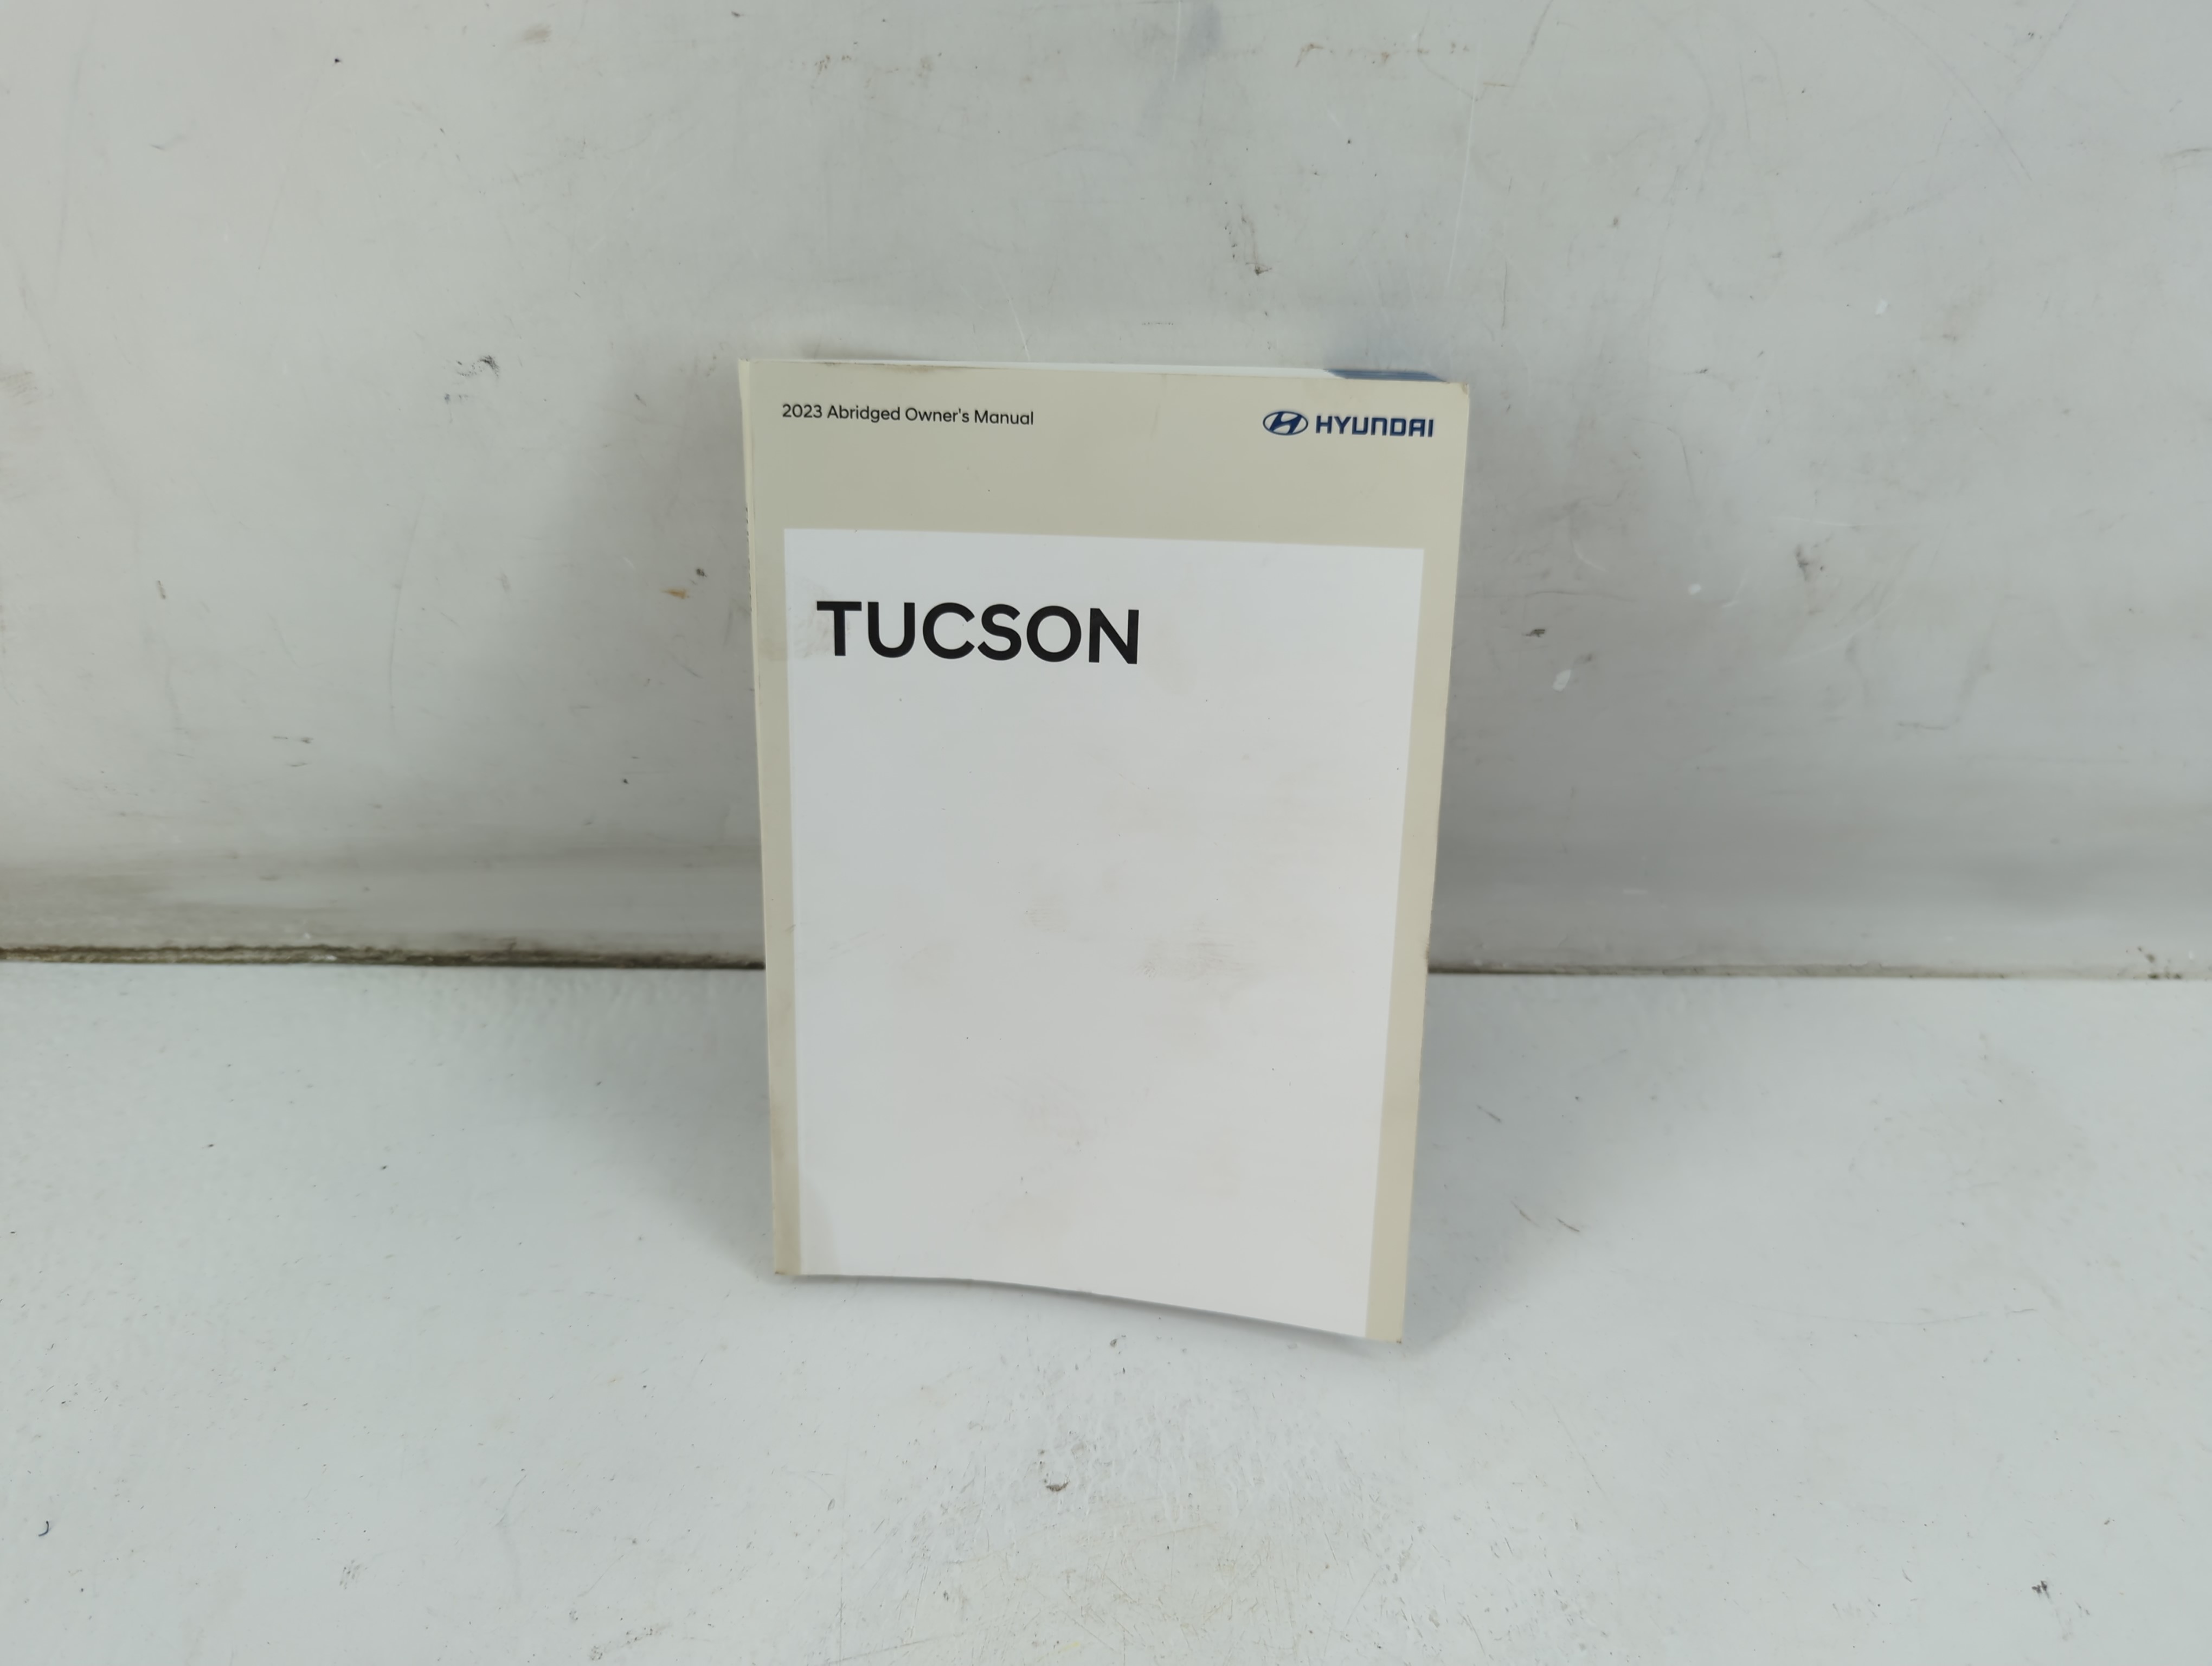 2023 Abridged Owner's Manual
HYUNDAI
TUCSON